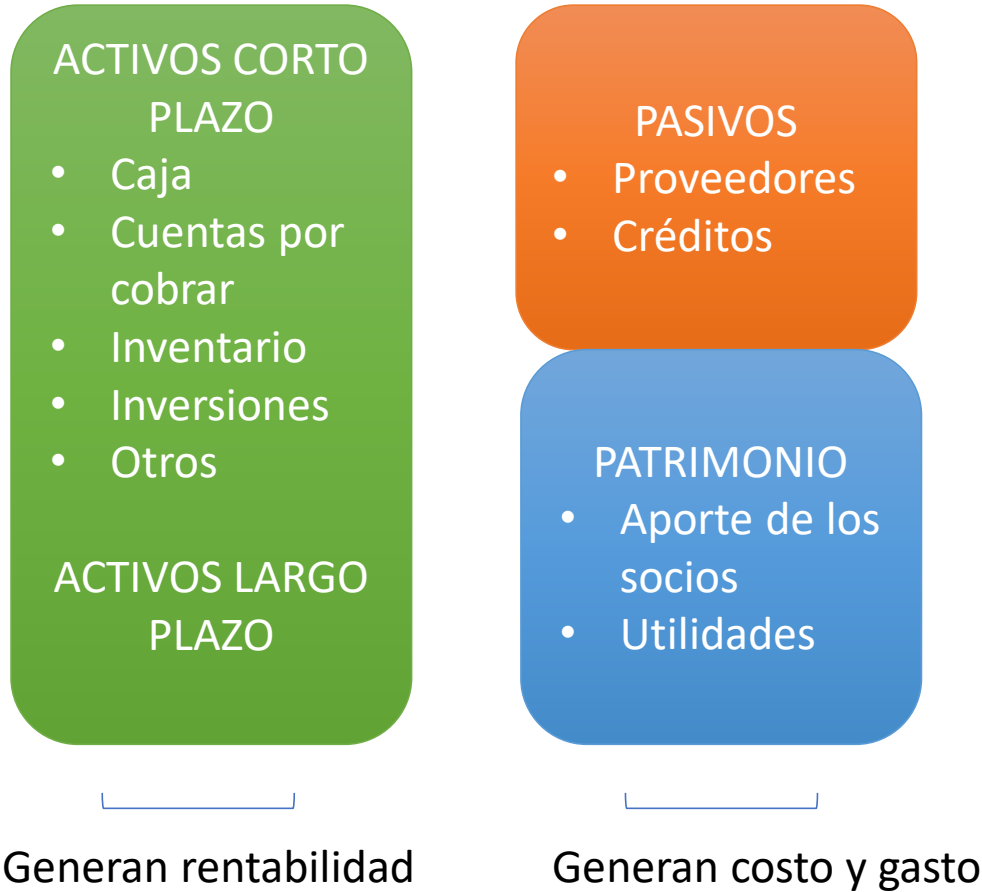 ACTIVOS CORTO
PLAZO
• Caja
• Cuentas por
cobrar
• Inventario
• Inversiones
• Otros
ACTIVOS LARGO
PLAZO
Generan rentabilidad
PASIVOS
• Proveedores
• Créditos
PATRIMONIO
• Aporte de los
socios
• Utilidades
Generan costo y gasto